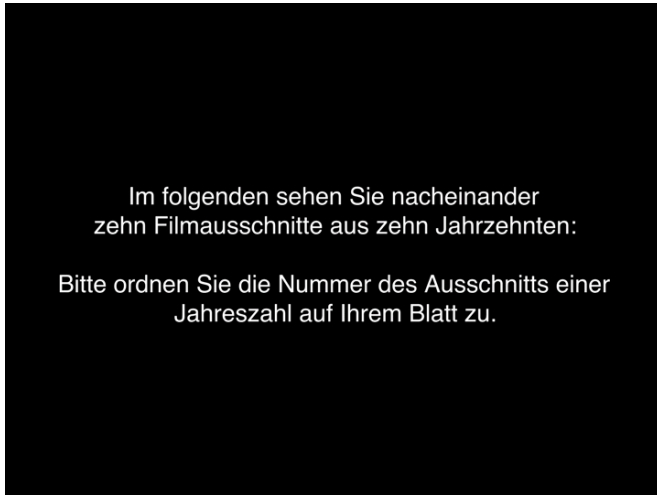 Im folgenden sehen Sie nacheinander
zehn Filmausschnitte aus zehn Jahrzehnten:
Bitte ordnen Sie die Nummer des Ausschnitts einer
Jahreszahl auf Ihrem Blatt zu.